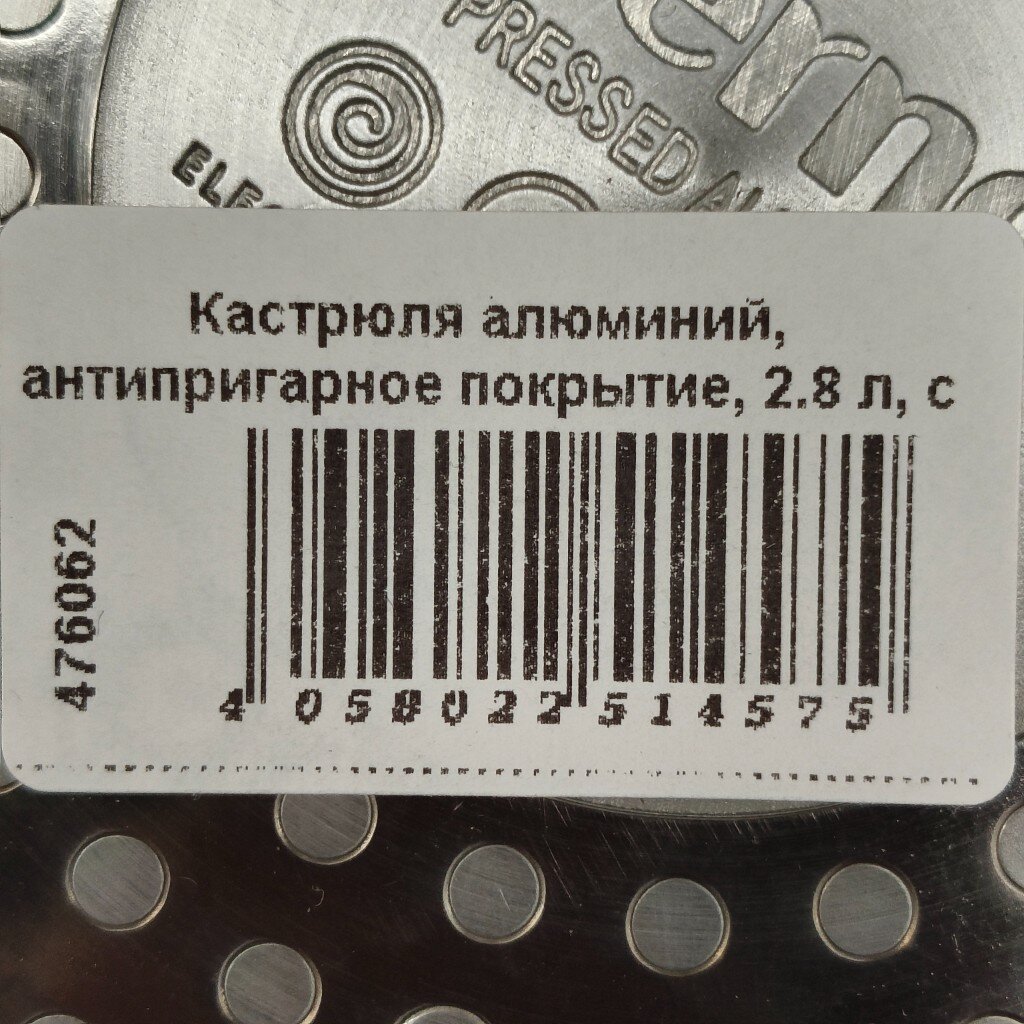 PRESSED
Кастрюля алюминий,
антипригарное покрытие, 2.8 л, с
476062
4 058022 514575